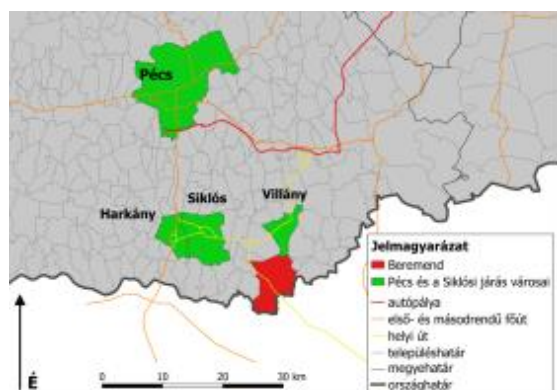 Pécs
Siklós
Villány
Harkány
Jelmagyarázat
Beremend
Pécs és a Siklósi járás városai
autópálya
első- és másodrendű főút
helyi út
településhatár
megyehatár
országhatár
É
0 10 20 30 km